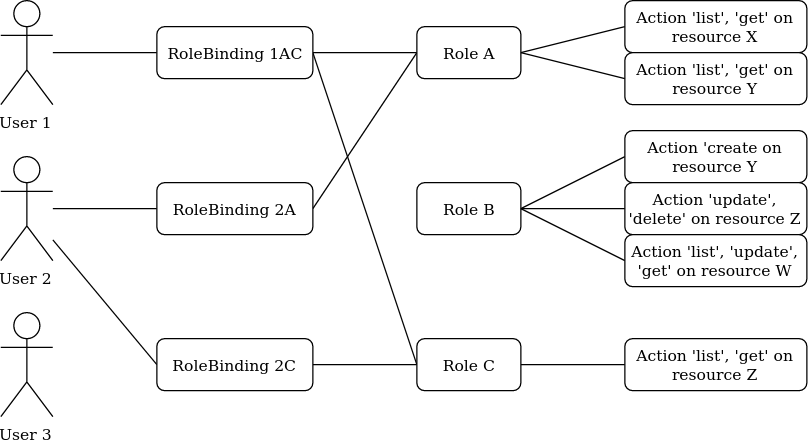 User 1
RoleBinding 1AC
Role A
Action 'list', 'get' on
resource X
Action 'list', 'get' on
resource Y
User 2
RoleBinding 2A
Role B
Action 'create on
resource Y
Action 'update',
'delete' on resource Z
Action 'list', 'update',
'get' on resource W
User 3
RoleBinding 2C
Role C
Action 'list', 'get' on
resource Z